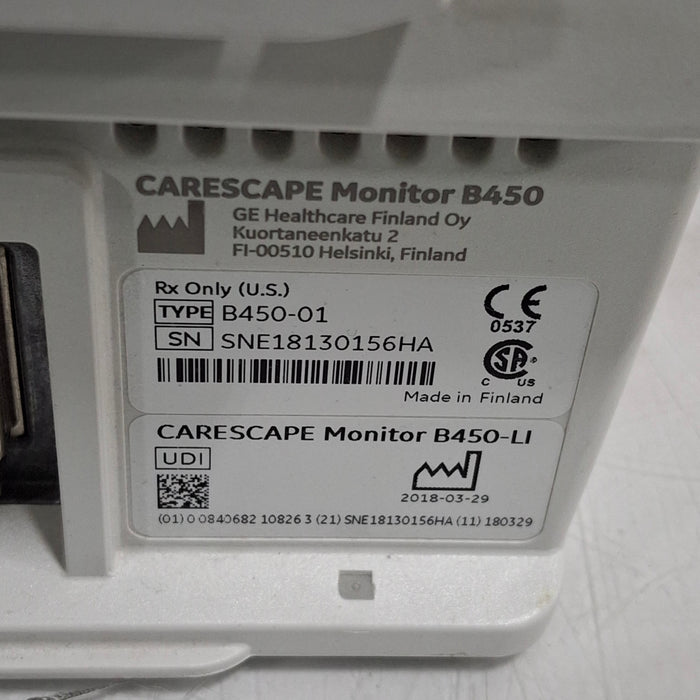 CARESCAPE Monitor B450
GE Healthcare Finland Oy
Kuortaneenkatu 2
FI-00510 Helsinki, Finland
Rx Only (U.S.)
TYPE B450-01
SN SNE18130156HA
CE
0537
SA ®
C US
Made in Finland
CARESCAPE Monitor B450-LI
UDI
2018-03-29
(01) 0 0840682 10826 3 (21) SNE18130156HA (11) 180329